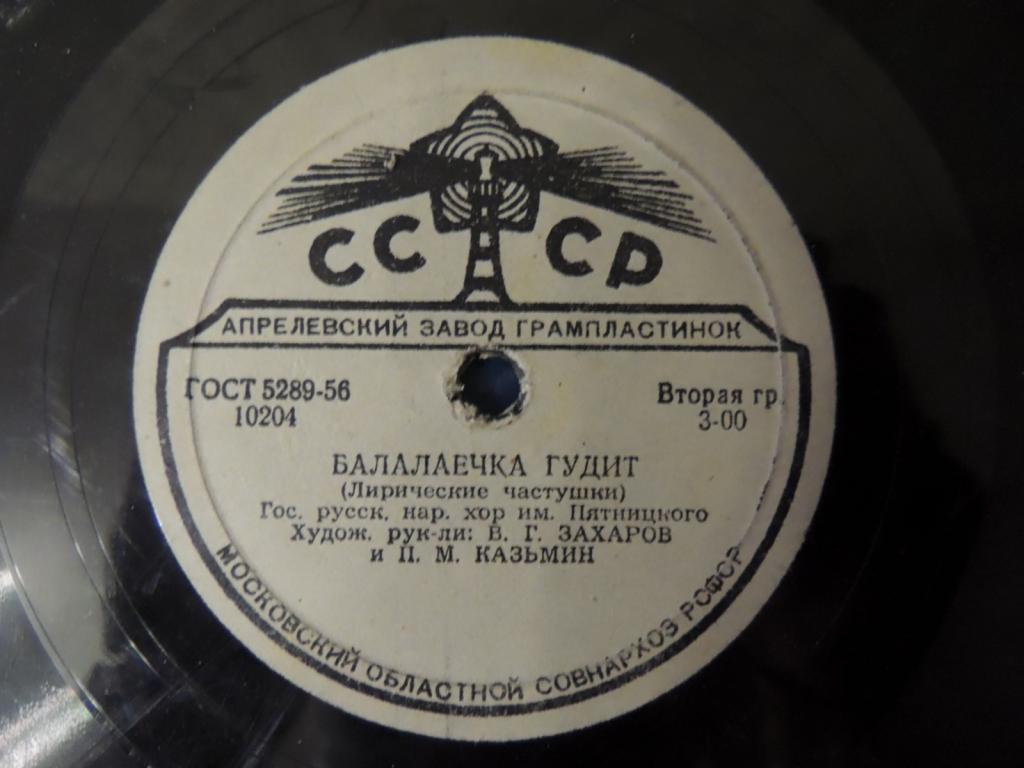 СССР
АПРЕЛЕВСКИЙ ЗАВОД ГРАМПЛАСТИНОК
ГОСТ 5289-56
10204
Вторая гр.
3-00
БАЛАЛАЕЧКА ГУДИТ
(Лирические частушки)
Гос. русск. нар. хор им. Пятницкого
Худож. рук-ли: В. Г. ЗАХАРОВ
и П. М. КАЗЬМИН
МОСКОВСКИЙ ОБЛАСТНОЙ СОВНАРХОЗ РСФСР